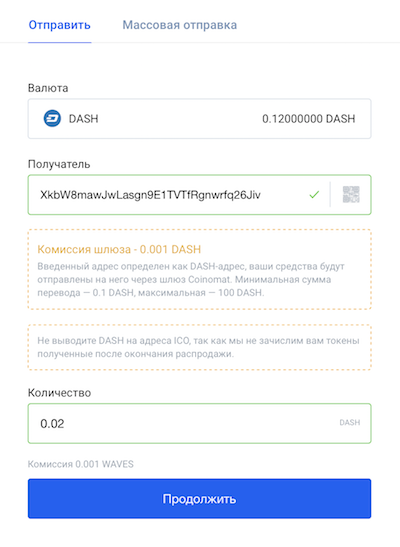 Отправить Массовая отправка
Валюта
DASH 0.12000000 DASH
Получатель
XkbW8mawJwLasgn9E1TVTfRgnwrfq26Jiv
Комиссия шлюза - 0.001 DASH
Введенный адрес определен как DASH-адрес, ваши средства будут
отправлены на него через шлюз Coinomat. Минимальная сумма
перевода — 0.1 DASH, максимальная — 100 DASH.
Не выводите DASH на адреса ICO, так как мы не зачислим вам токены
полученные после окончания распродажи.
Количество
0.02 DASH
Комиссия 0.001 WAVES
Продолжить